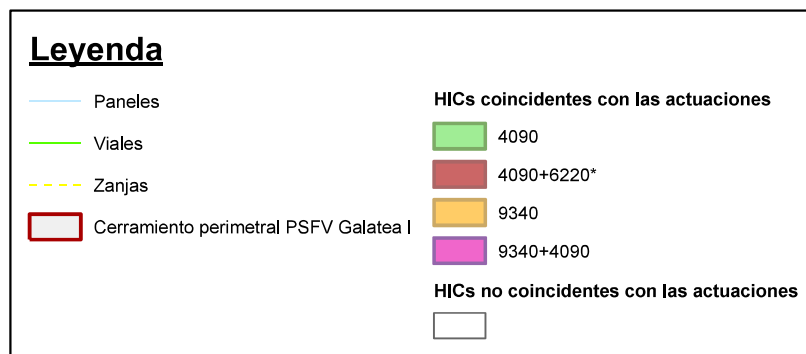 Leyenda
Paneles
Viales
Zanjas
Cerramiento perimetral PSFV Galatea I
HICs coincidentes con las actuaciones
4090
4090+6220*
9340
9340+4090
HICs no coincidentes con las actuaciones